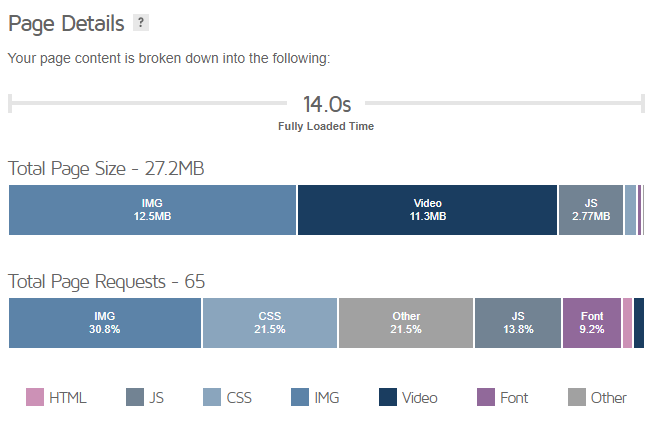 Page Details ?
Your page content is broken down into the following:
14.0s
Fully Loaded Time
Total Page Size - 27.2MB
IMG Video JS
12.5MB 11.3MB 2.77MB
Total Page Requests - 65
IMG CSS Other JS Font
30.8% 21.5% 21.5% 13.8% 9.2%
HTML JS CSS IMG Video Font Other